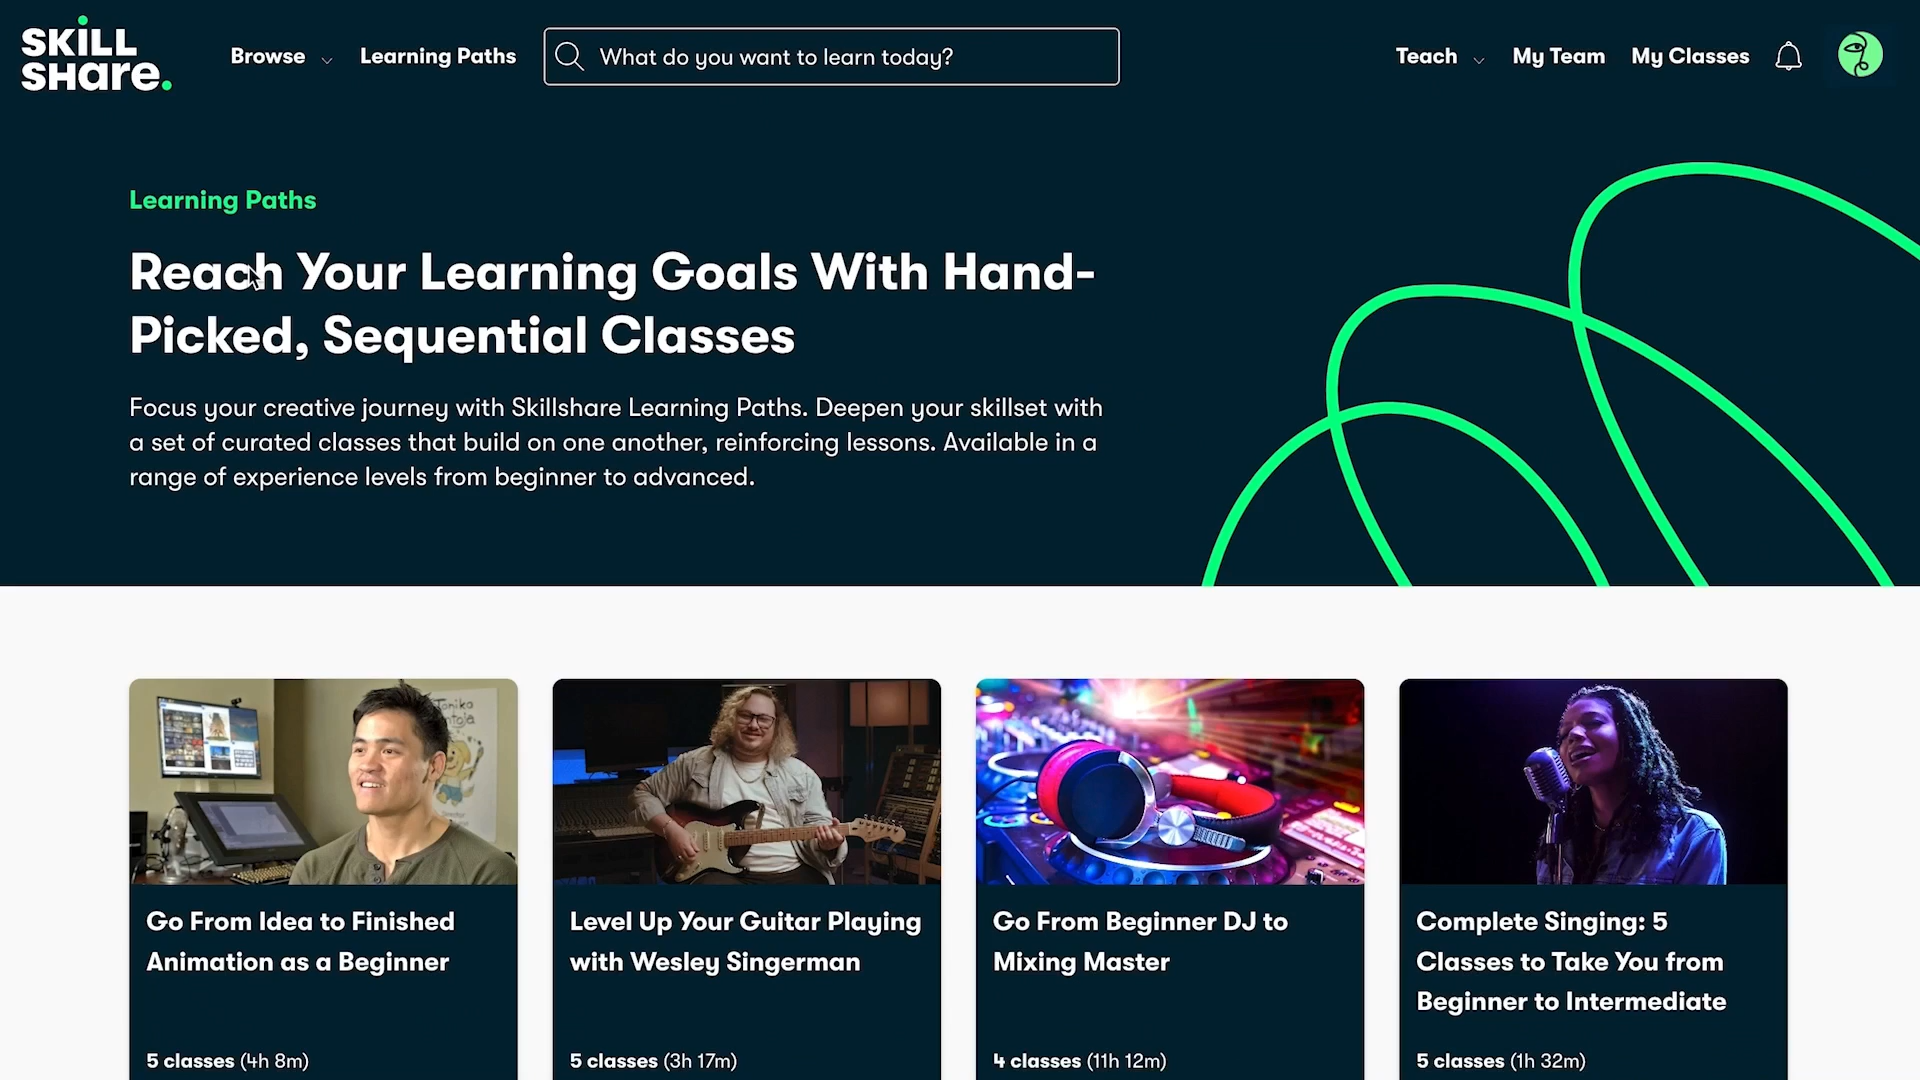 SKILL
SHare.
Browse
Learning Paths
What do you want to learn today?
Teach
My Team
My Classes
Learning Paths
Reach Your Learning Goals With Hand-
Picked, Sequential Classes
Focus your creative journey with Skillshare Learning Paths. Deepen your skillset with
a set of curated classes that build on one another, reinforcing lessons. Available in a
range of experience levels from beginner to advanced.
Go From Idea to Finished
Animation as a Beginner
5 classes (4h 8m)
Level Up Your Guitar Playing
with Wesley Singerman
5 classes (3h 17m)
Go From Beginner DJ to
Mixing Master
4 classes (11h 12m)
Complete Singing: 5
Classes to Take You from
Beginner to Intermediate
5 classes (1h 32m)